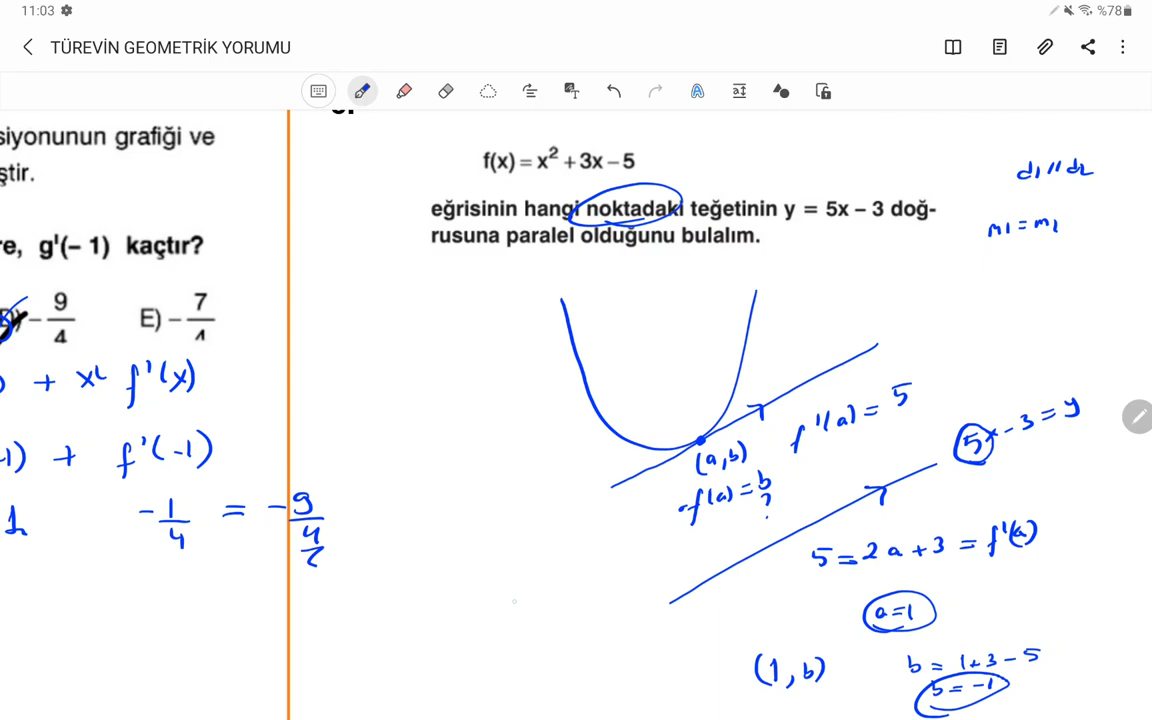 11:03 %78
TÜREVİN GEOMETRİK YORUMU
siyonunun grafiği ve
ştir.
re, g'(– 1) kaçtır?
– 9/4 E) – 7/4
+ x² f'(x)
-1) + f'(-1)
-1/4 = -9/4
f(x) = x² + 3x – 5
eğrisinin hangi noktadaki teğetinin y = 5x – 3 doğ-
rusuna paralel olduğunu bulalım.
d1 // d2
m1 = m2
(a,b)
f'(a) = 5
f(a) = b
?
5x - 3 = y
5 = 2a + 3 = f'(a)
a=1
(1, b)
b = 1+3-5
b = -1